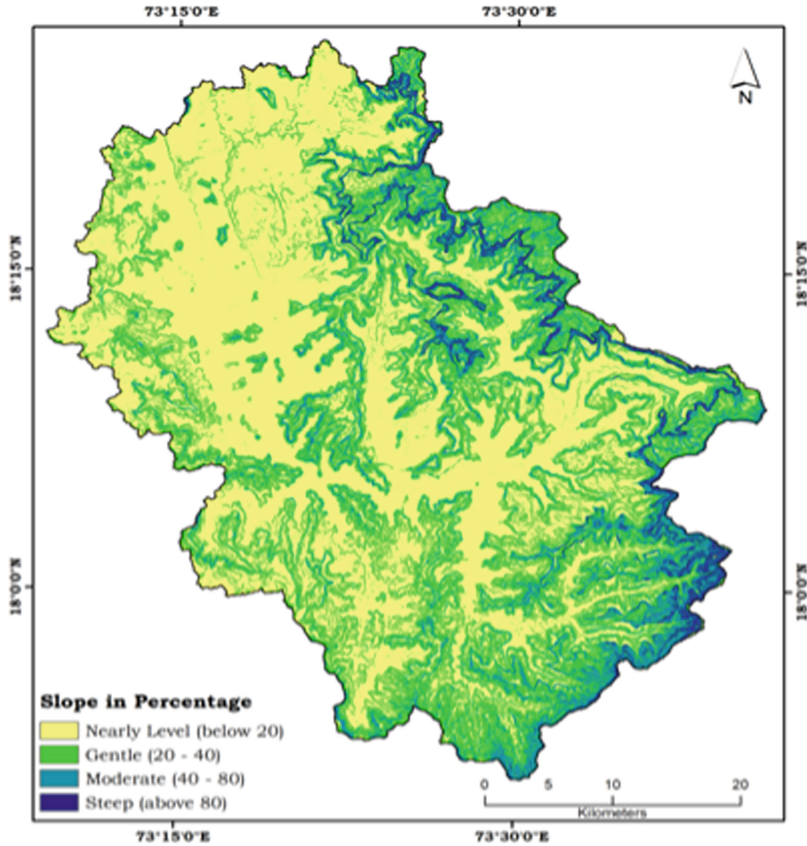 73°15'0"E 73°30'0"E
N
18°15'0"N 18°15'0"N
18°0'0"N 18°0'0"N
Slope in Percentage
Nearly Level (below 20)
Gentle (20 - 40)
Moderate (40 - 80)
Steep (above 80)
0 5 10 20
Kilometers
73°15'0"E 73°30'0"E